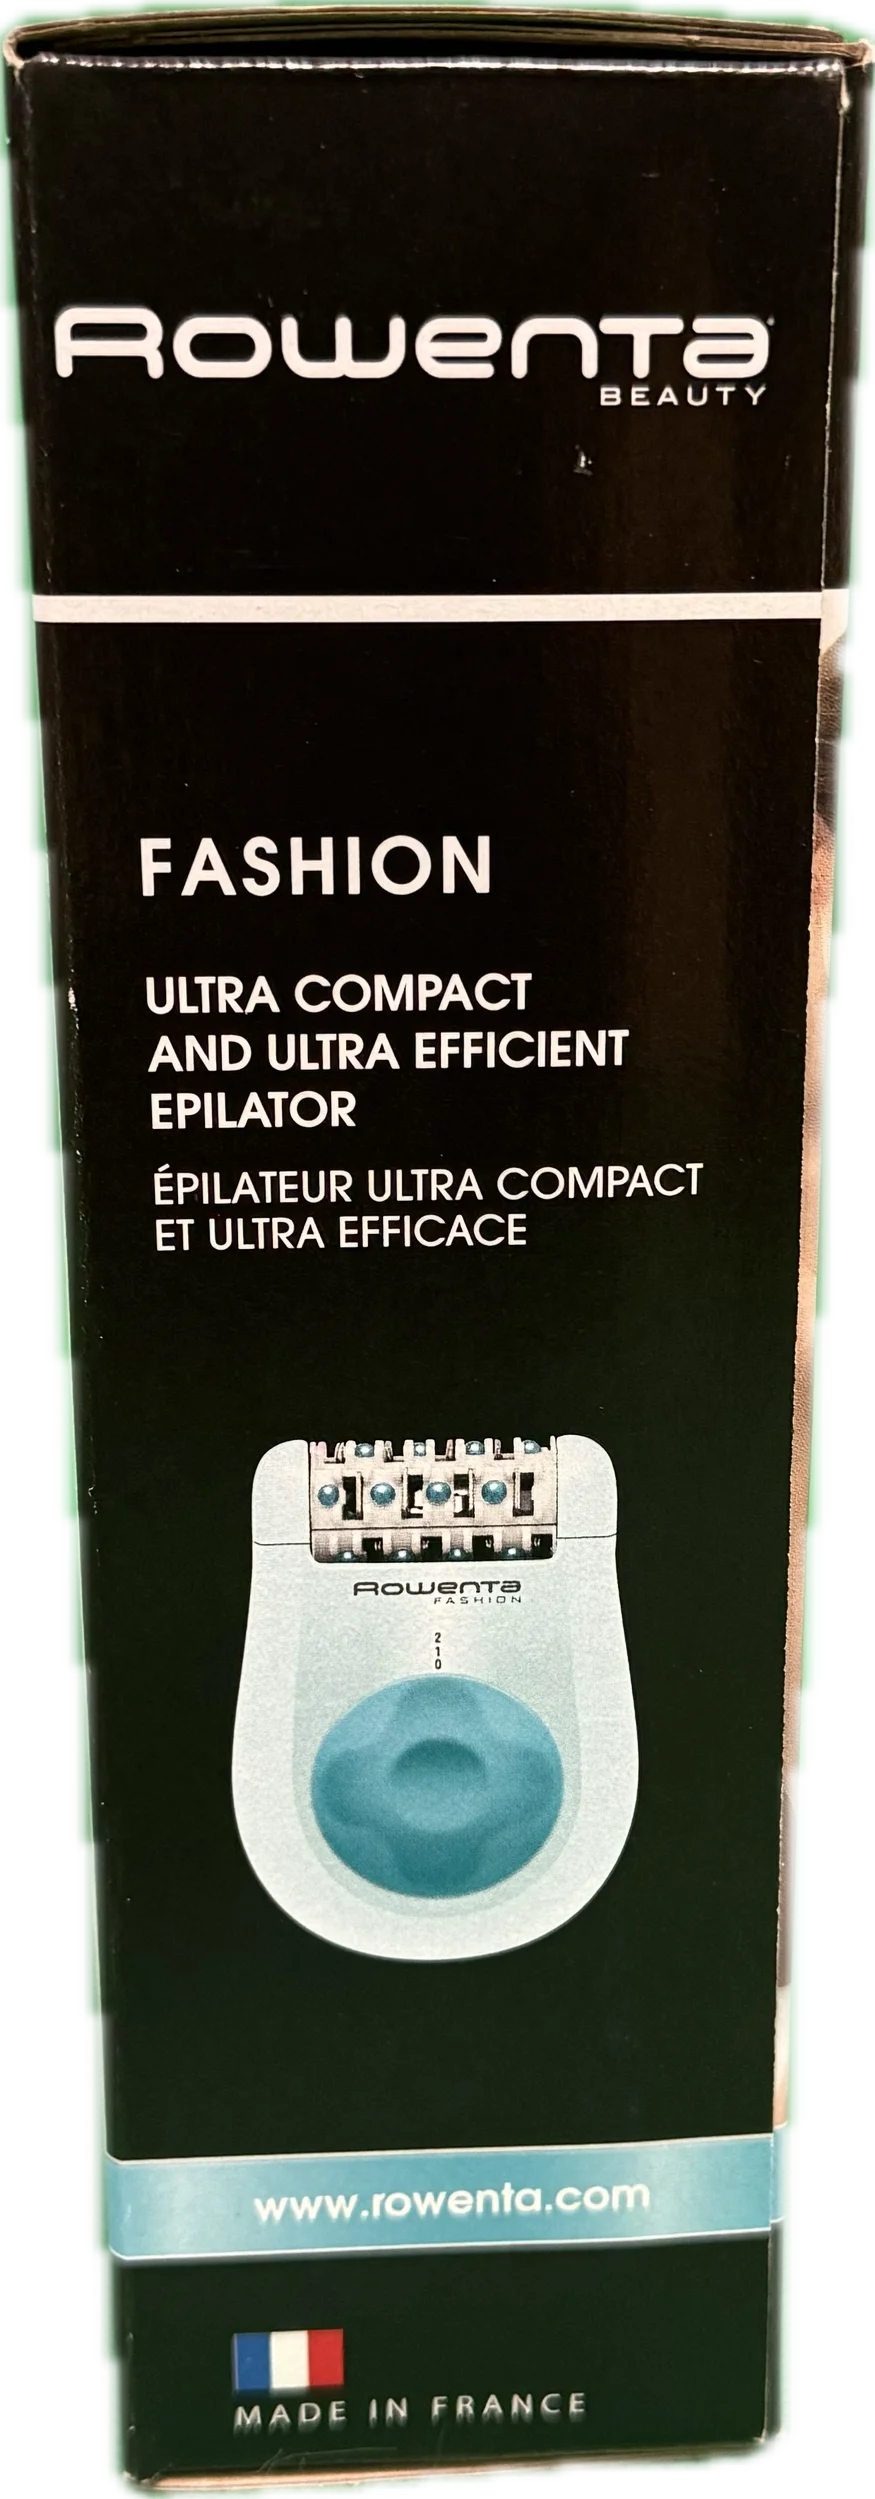 Rowenta
BEAUTY
FASHION
ULTRA COMPACT
AND ULTRA EFFICIENT
EPILATOR
ÉPILATEUR ULTRA COMPACT
ET ULTRA EFFICACE
Rowenta
FASHION
2
1
0
www.rowenta.com
MADE IN FRANCE